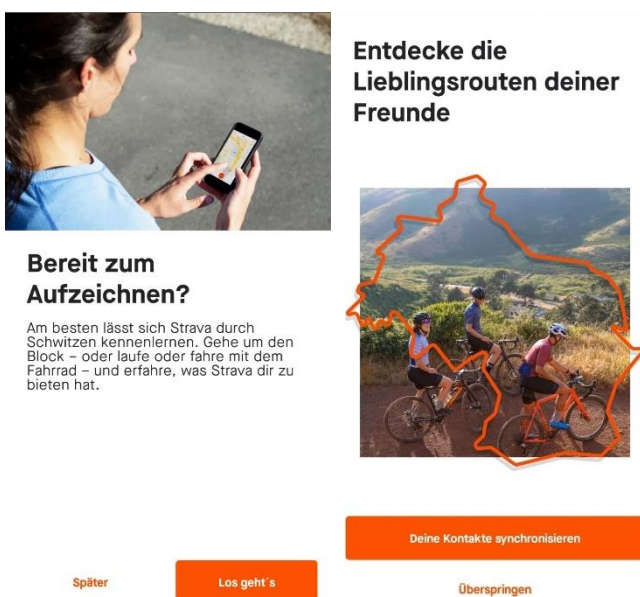 Bereit zum
Aufzeichnen?
Am besten lässt sich Strava durch
Schwitzen kennenlernen. Gehe um den
Block – oder laufe oder fahre mit dem
Fahrrad – und erfahre, was Strava dir zu
bieten hat.
Später
Los geht´s
Entdecke die
Lieblingsrouten deiner
Freunde
Deine Kontakte synchronisieren
Überspringen